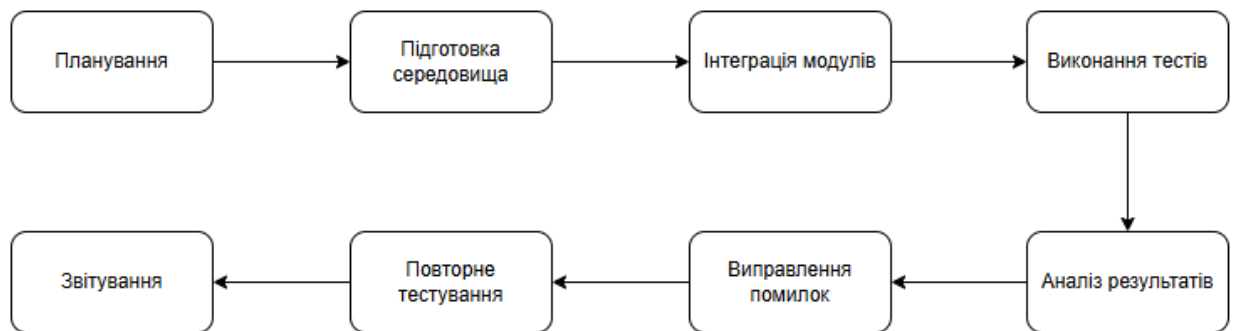 Планування
Підготовка
середовища
Інтеграція модулів
Виконання тестів
Аналіз результатів
Виправлення
помилок
Повторне
тестування
Звітування